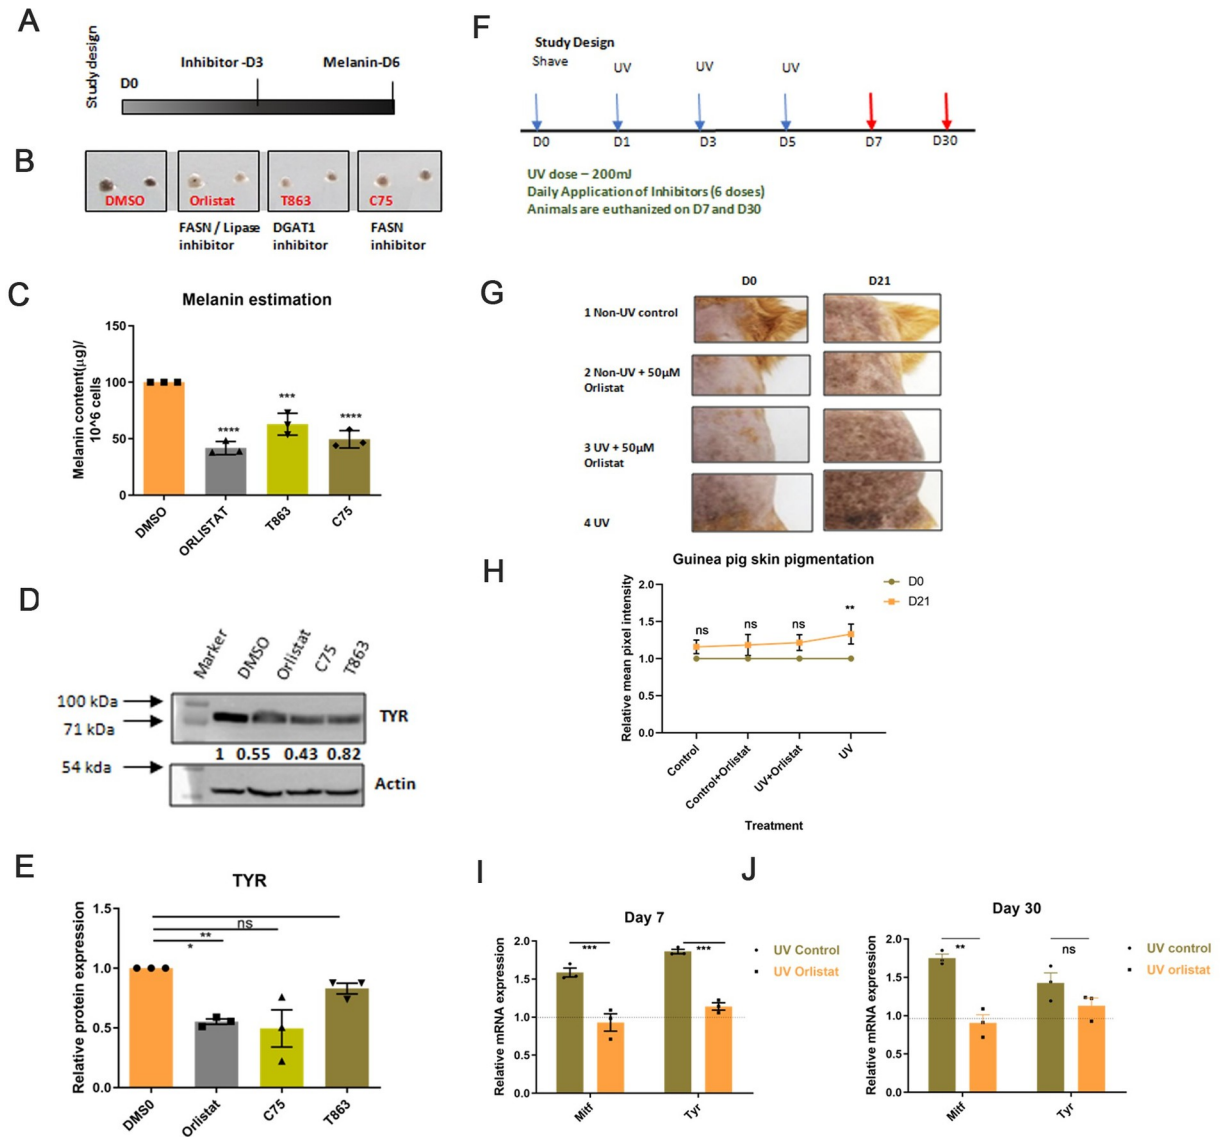 A
Study design
D0
Inhibitor -D3
Melanin-D6
B
DMSO
Orlistat
T863
C75
FASN / Lipase inhibitor
DGAT1 inhibitor
FASN inhibitor
C
Melanin estimation
Melanin content(µg)/
10^6 cells
150
100
50
0
****
***
****
DMSO
ORLISTAT
T863
C75
D
Marker
DMSO
Orlistat
C75
T863
100 kDa
71 kDa
TYR
1 0.55 0.43 0.82
54 kda
Actin
E
TYR
Relative protein expression
1.5
1.0
0.5
0.0
ns
**
*
DMS0
Orlistat
C75
T863
F
Study Design
Shave
UV
UV
UV
D0
D1
D3
D5
D7
D30
UV dose – 200mJ
Daily Application of Inhibitors (6 doses)
Animals are euthanized on D7 and D30
G
D0
D21
1 Non-UV control
2 Non-UV + 50µM
Orlistat
3 UV + 50µM
Orlistat
4 UV
H
Guinea pig skin pigmentation
Relative mean pixel intensity
2.0
1.5
1.0
0.5
0.0
ns
ns
ns
**
D0
D21
Control
Control+Orlistat
UV+Orlistat
UV
Treatment
I
Day 7
Relative mRNA expression
2.0
1.5
1.0
0.5
0.0
***
***
UV Control
UV Orlistat
Mitf
Tyr
J
Day 30
Relative mRNA expression
2.0
1.5
1.0
0.5
0.0
**
ns
UV control
UV orlistat
Mitf
Tyr